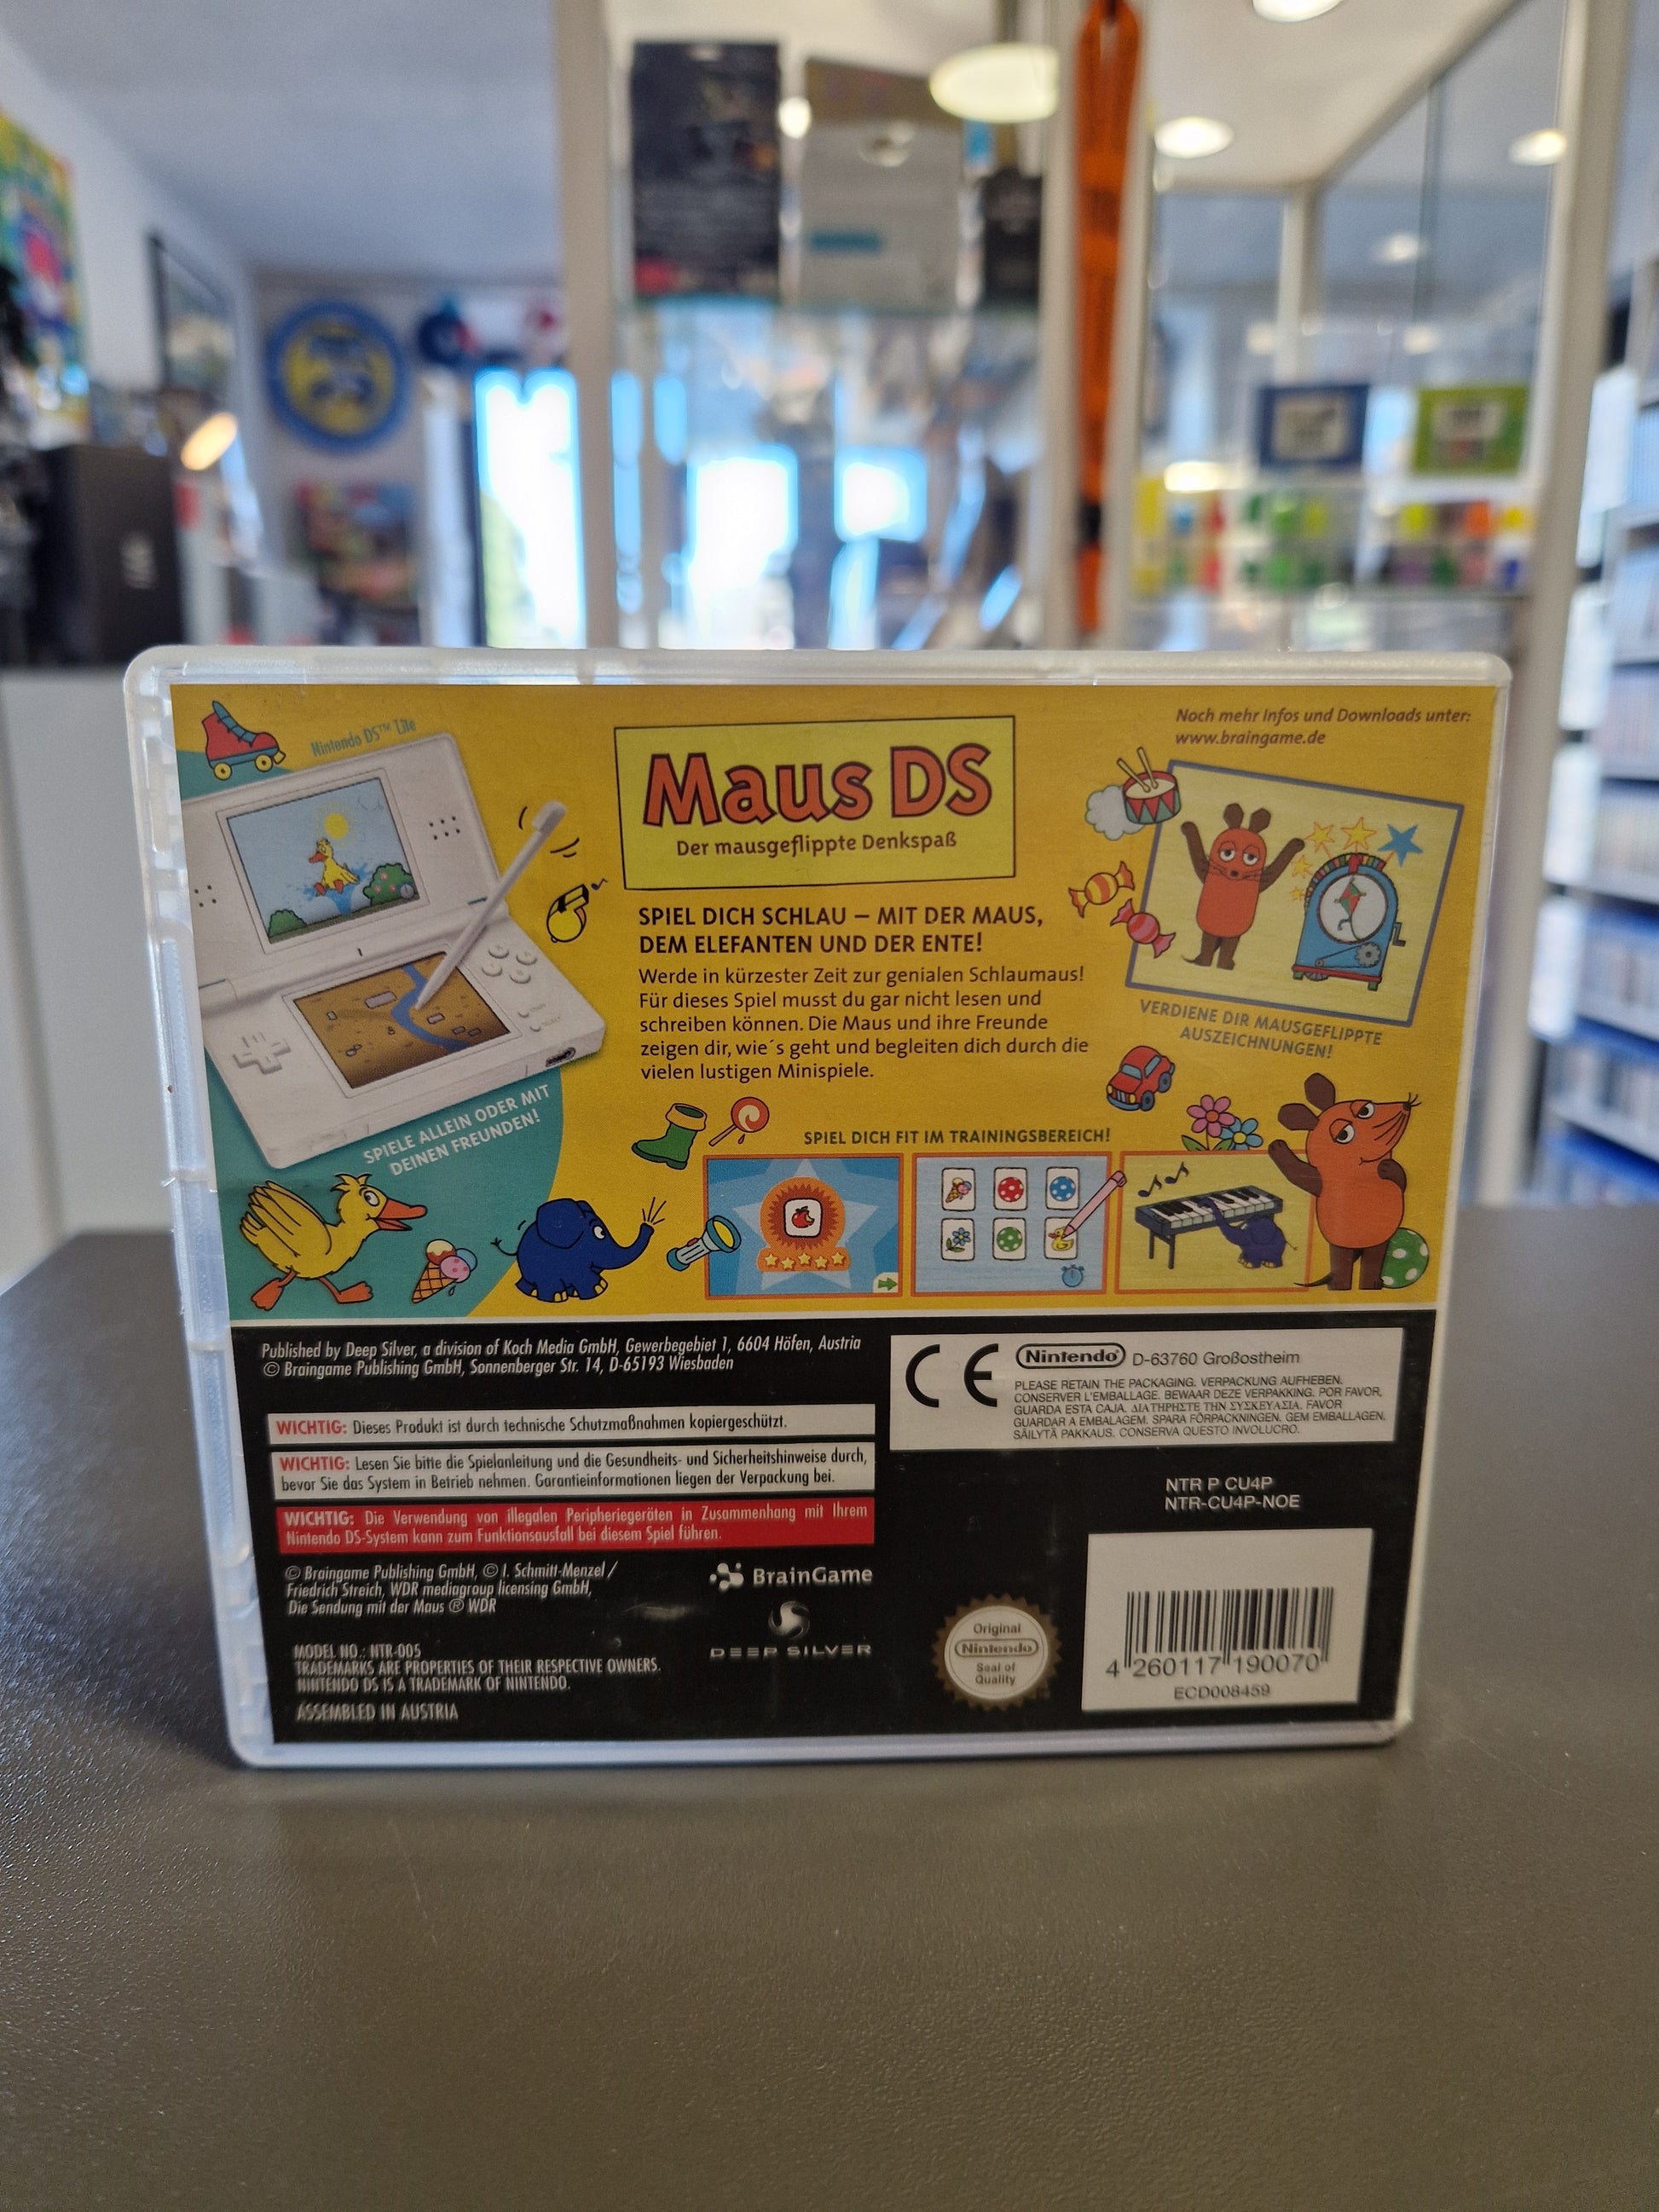 Nintendo DS™ Lite
SPIELE ALLEIN ODER MIT
DEINEN FREUNDEN!
Maus DS
Der mausgeflippte Denkspaß
SPIEL DICH SCHLAU – MIT DER MAUS,
DEM ELEFANTEN UND DER ENTE!
Werde in kürzester Zeit zur genialen Schlaumaus!
Für dieses Spiel musst du gar nicht lesen und
schreiben können. Die Maus und ihre Freunde
zeigen dir, wie´s geht und begleiten dich durch die
vielen lustigen Minispiele.
Noch mehr Infos und Downloads unter:
www.braingame.de
VERDIENE DIR MAUSGEFLIPPTE
AUSZEICHNUNGEN!
SPIEL DICH FIT IM TRAININGSBEREICH!
Published by Deep Silver, a division of Koch Media GmbH, Gewerbegebiet 1, 6604 Höfen, Austria
© Braingame Publishing GmbH, Sonnenberger Str. 14, D-65193 Wiesbaden
WICHTIG: Dieses Produkt ist durch technische Schutzmaßnahmen kopiergeschützt.
WICHTIG: Lesen Sie bitte die Spielanleitung und die Gesundheits- und Sicherheitshinweise durch,
bevor Sie das System in Betrieb nehmen. Garantieinformationen liegen der Verpackung bei.
WICHTIG: Die Verwendung von illegalen Peripheriegeräten in Zusammenhang mit Ihrem
Nintendo DS-System kann zum Funktionsausfall bei diesem Spiel führen.
© Braingame Publishing GmbH, © I. Schmitt-Menzel /
Friedrich Streich, WDR mediagroup licensing GmbH,
Die Sendung mit der Maus ® WDR
BrainGame
DEEP SILVER
MODEL NO.: NTR-005
TRADEMARKS ARE PROPERTIES OF THEIR RESPECTIVE OWNERS.
NINTENDO DS IS A TRADEMARK OF NINTENDO.
ASSEMBLED IN AUSTRIA
CE
Nintendo® D-63760 Großostheim
PLEASE RETAIN THE PACKAGING. VERPACKUNG AUFHEBEN.
CONSERVER L'EMBALLAGE. BEWAAR DEZE VERPAKKING. POR FAVOR,
GUARDA ESTA CAJA. ΔΙΑΤΗΡΗΣΤΕ ΤΗΝ ΣΥΣΚΕΥΑΣΙΑ. FAVOR
GUARDAR A EMBALAGEM. SPARA FÖRPACKNINGEN. GEM EMBALLAGEN.
SÄILYTÄ PAKKAUS. CONSERVA QUESTO INVOLUCRO.
NTR P CU4P
NTR-CU4P-NOE
Original
Nintendo
Seal of
Quality
4 260117 190070
ECD008459